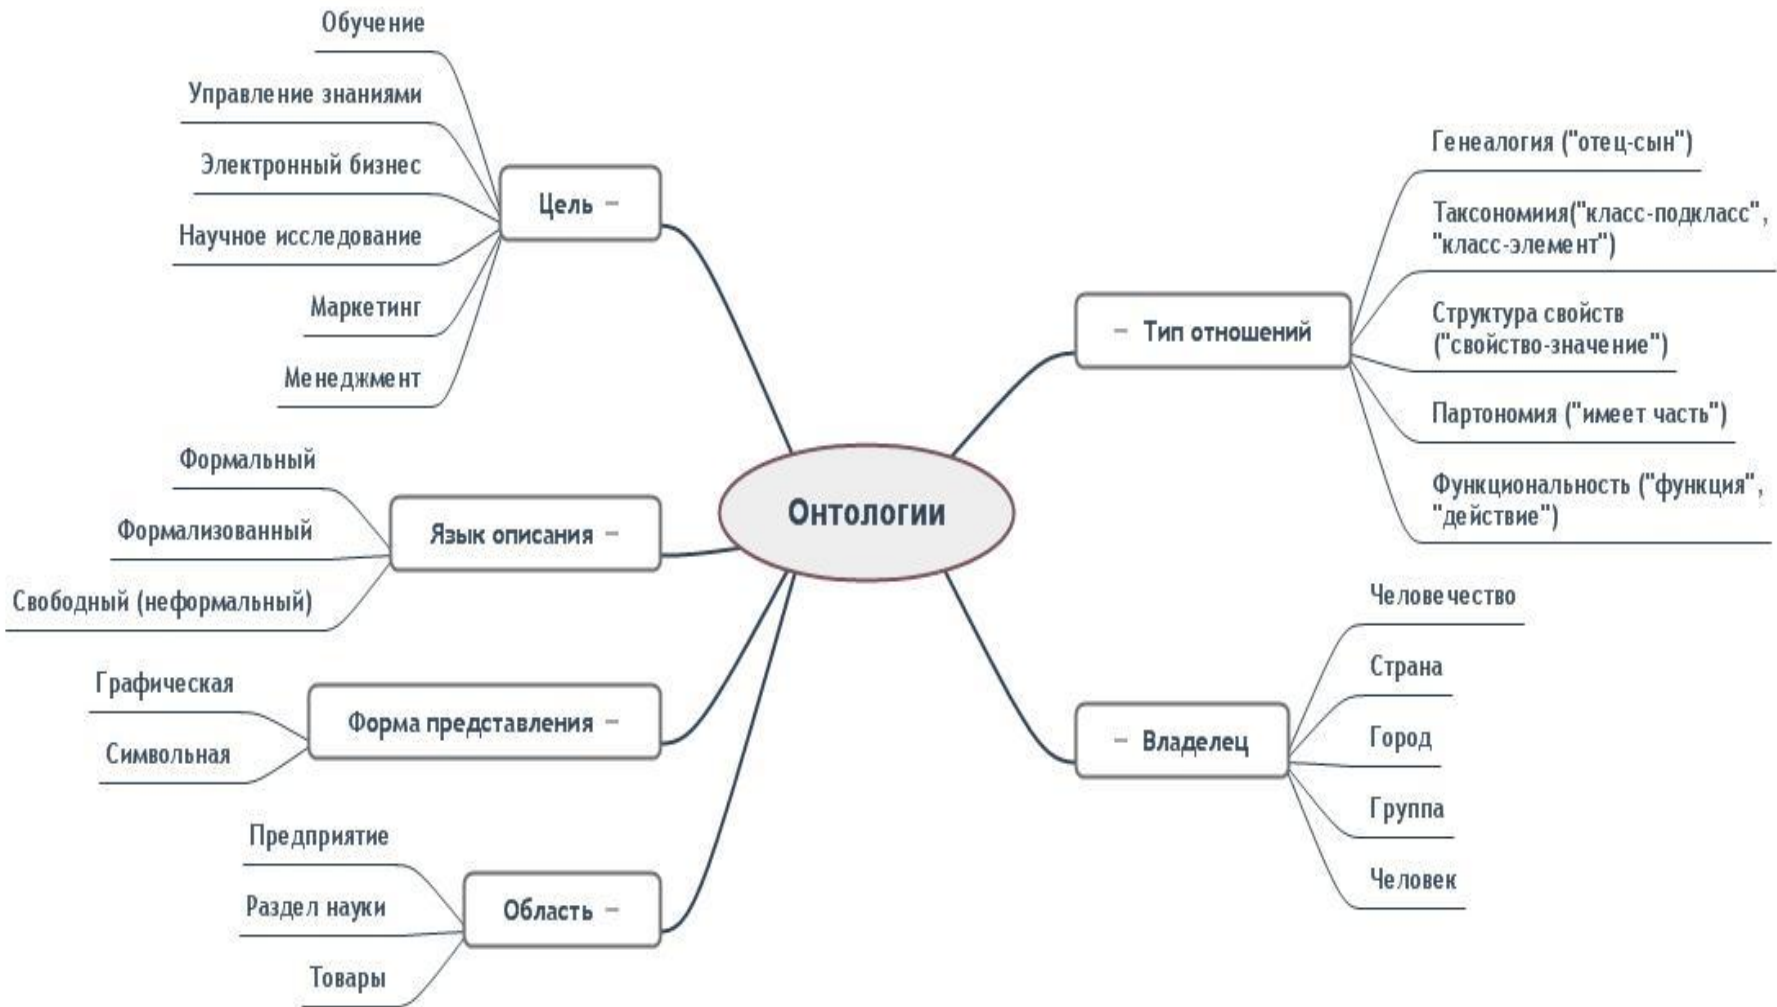 Обучение
Управление знаниями
Электронный бизнес
Научное исследование
Маркетинг
Менеджмент
Цель
Формальный
Формализованный
Свободный (неформальный)
Язык описания
Графическая
Символьная
Форма представления
Предприятие
Раздел науки
Товары
Область
Онтологии
Тип отношений
Генеалогия ("отец-сын")
Таксономиия("класс-подкласс",
"класс-элемент")
Структура свойств
("свойство-значение")
Партономия ("имеет часть")
Функциональность ("функция",
"действие")
Владелец
Человечество
Страна
Город
Группа
Человек